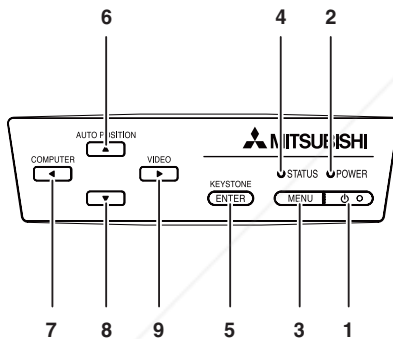 6 4 2
AUTO POSITION
MITSUBISHI
COMPUTER VIDEO
STATUS POWER
KEYSTONE
ENTER MENU
7 8 9 5 3 1